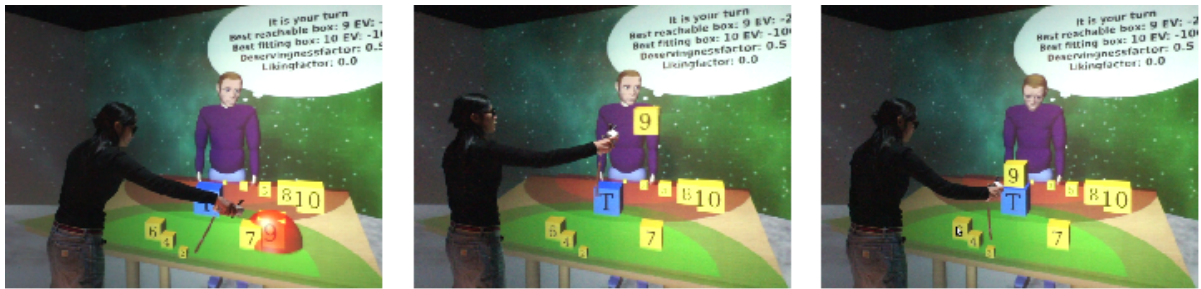 It is your turn
Best reachable box: 9 EV: -
Best fitting box: 10 EV: -10
Deservingnessfactor: 0.5
Likingfactor: 0.0
8 10
T
6
4
7 9
It is your turn
Best reachable box: 9 EV: -2
Best fitting box: 10 EV: -100
Deservingnessfactor: 0.5
Likingfactor: 0.0
9
8 10
T
6
4
7
It is your turn
Best reachable box: 9 EV: -2
Best fitting box: 10 EV: -10
Deservingnessfactor: 0.5
Likingfactor: 0.0
9
8 10
T
6
4
7